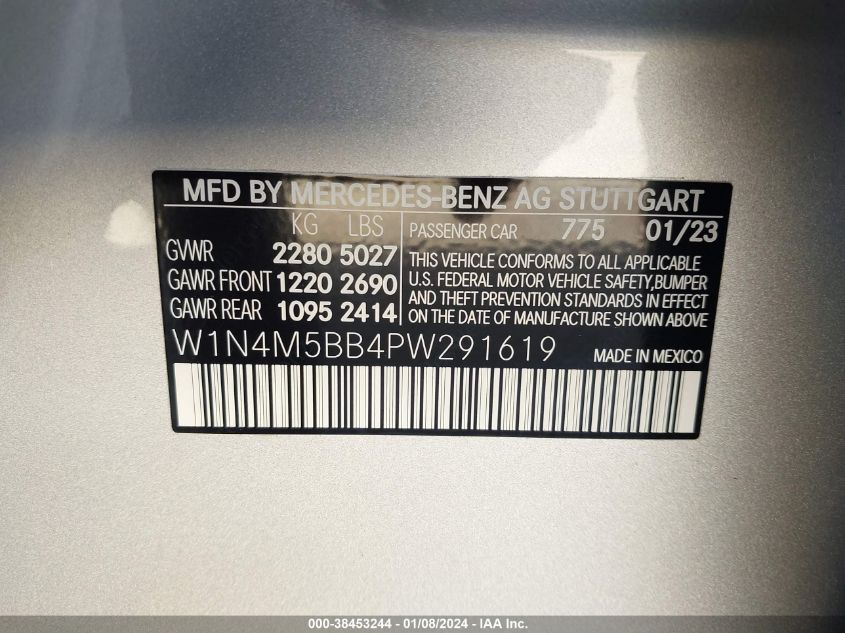 MFD BY MERCEDES-BENZ AG STUTTGART
KG LBS
GVWR 2280 5027
GAWR FRONT 1220 2690
GAWR REAR 1095 2414
PASSENGER CAR 775 01/23
THIS VEHICLE CONFORMS TO ALL APPLICABLE
U.S. FEDERAL MOTOR VEHICLE SAFETY,BUMPER
AND THEFT PREVENTION STANDARDS IN EFFECT
ON THE DATE OF MANUFACTURE SHOWN ABOVE
W1N4M5BB4PW291619 MADE IN MEXICO
000-38453244 - 01/08/2024 - IAA Inc.